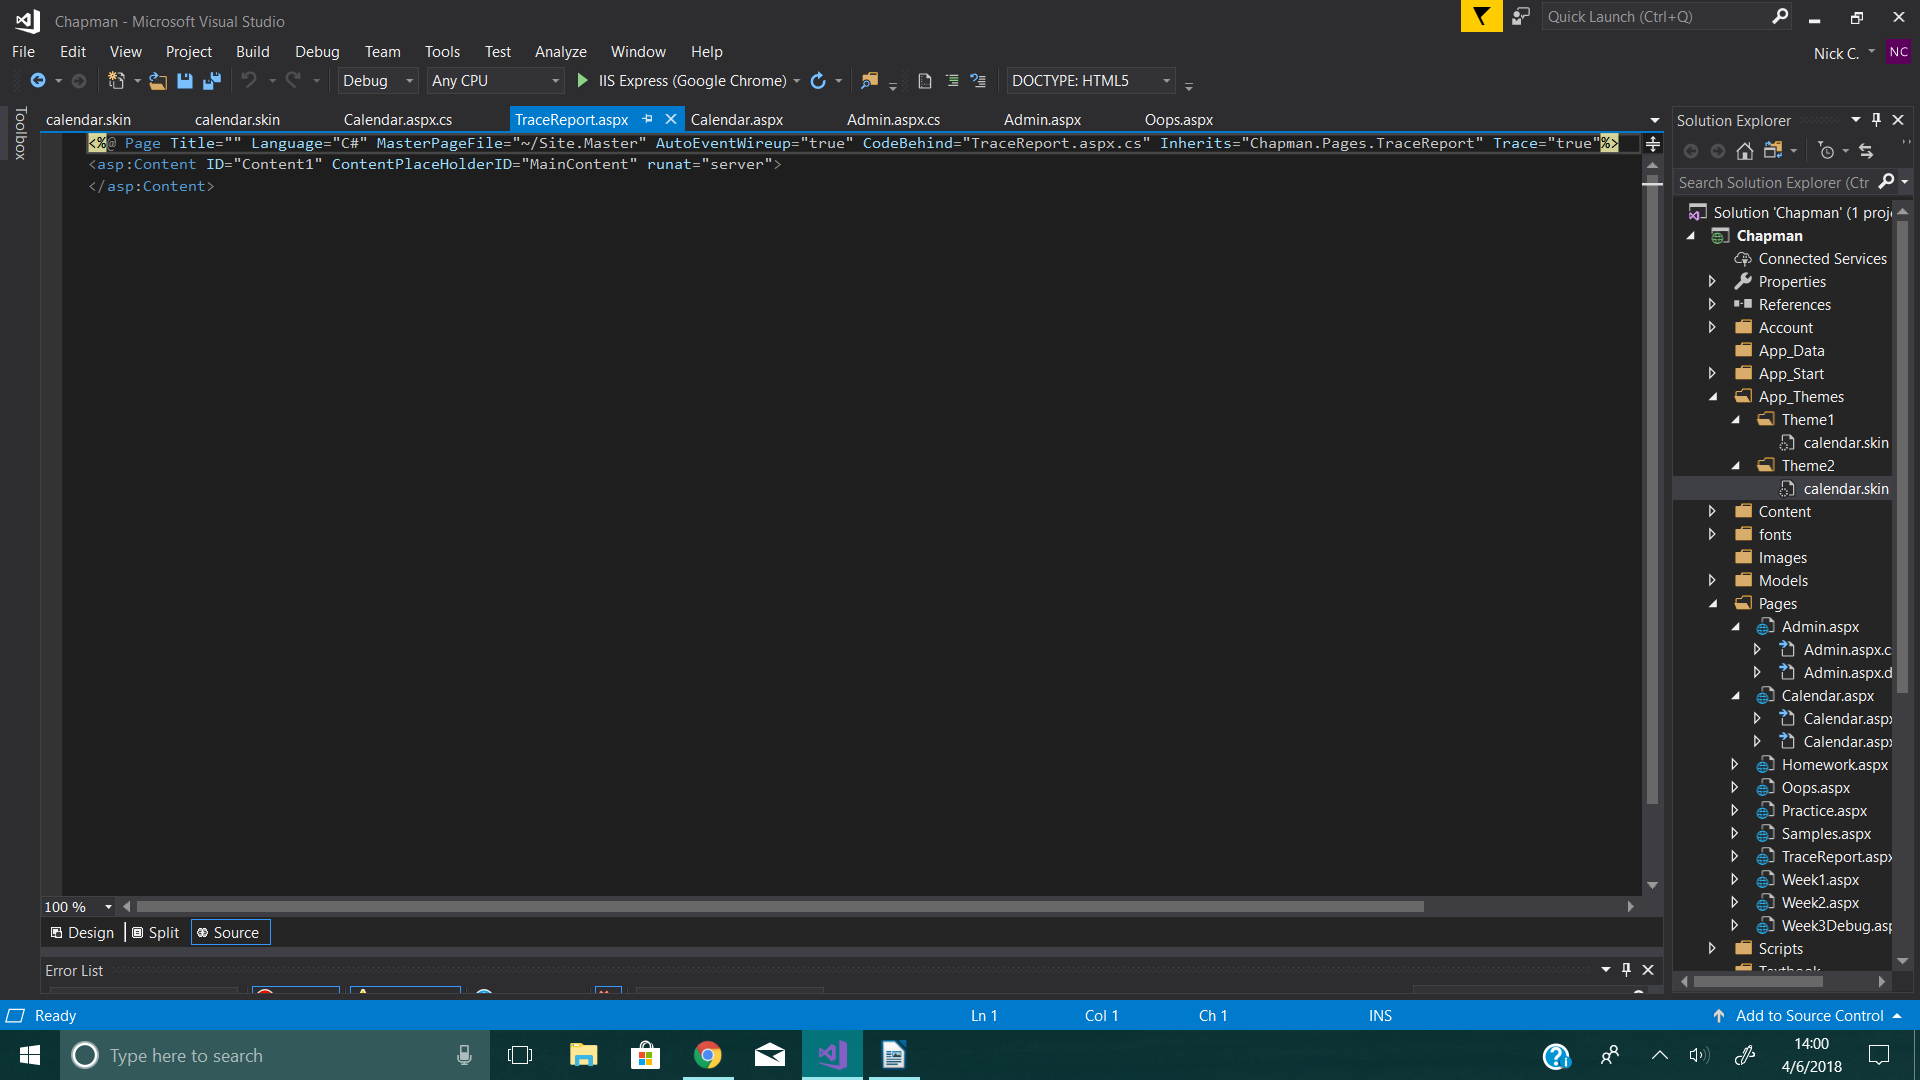 Chapman - Microsoft Visual Studio
Quick Launch (Ctrl+Q)
File Edit View Project Build Debug Team Tools Test Analyze Window Help
Nick C. NC
Debug Any CPU IIS Express (Google Chrome) DOCTYPE: HTML5
Toolbox
calendar.skin calendar.skin Calendar.aspx.cs TraceReport.aspx Calendar.aspx Admin.aspx.cs Admin.aspx Oops.aspx
<%@ Page Title="" Language="C#" MasterPageFile="~/Site.Master" AutoEventWireup="true" CodeBehind="TraceReport.aspx.cs" Inherits="Chapman.Pages.TraceReport" Trace="true"%>
<asp:Content ID="Content1" ContentPlaceHolderID="MainContent" runat="server">
</asp:Content>
Solution Explorer
Search Solution Explorer (Ctr
Solution 'Chapman' (1 proj
Chapman
Connected Services
Properties
References
Account
App_Data
App_Start
App_Themes
Theme1
calendar.skin
Theme2
calendar.skin
Content
fonts
Images
Models
Pages
Admin.aspx
Admin.aspx.c
Admin.aspx.d
Calendar.aspx
Calendar.aspx
Calendar.aspx
Homework.aspx
Oops.aspx
Practice.aspx
Samples.aspx
TraceReport.aspx
Week1.aspx
Week2.aspx
Week3Debug.asp
Scripts
100 %
Design Split Source
Error List
Ready Ln 1 Col 1 Ch 1 INS Add to Source Control
Type here to search
14:00
4/6/2018